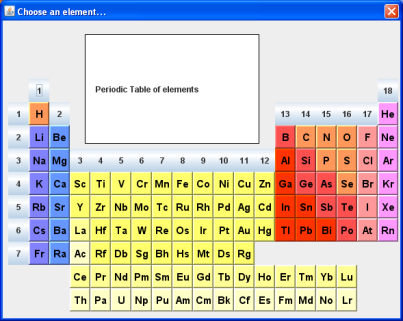 Choose an element...
1 18
Periodic Table of elements
1 H 2 13 14 15 16 17 He
2 Li Be B C N O F Ne
3 Na Mg 3 4 5 6 7 8 9 10 11 12 Al Si P S Cl Ar
4 K Ca Sc Ti V Cr Mn Fe Co Ni Cu Zn Ga Ge As Se Br Kr
5 Rb Sr Y Zr Nb Mo Tc Ru Rh Pd Ag Cd In Sn Sb Te I Xe
6 Cs Ba La Hf Ta W Re Os Ir Pt Au Hg Tl Pb Bi Po At Rn
7 Fr Ra Ac Rf Db Sg Bh Hs Mt Ds Rg
Ce Pr Nd Pm Sm Eu Gd Tb Dy Ho Er Tm Yb Lu
Th Pa U Np Pu Am Cm Bk Cf Es Fm Md No Lr